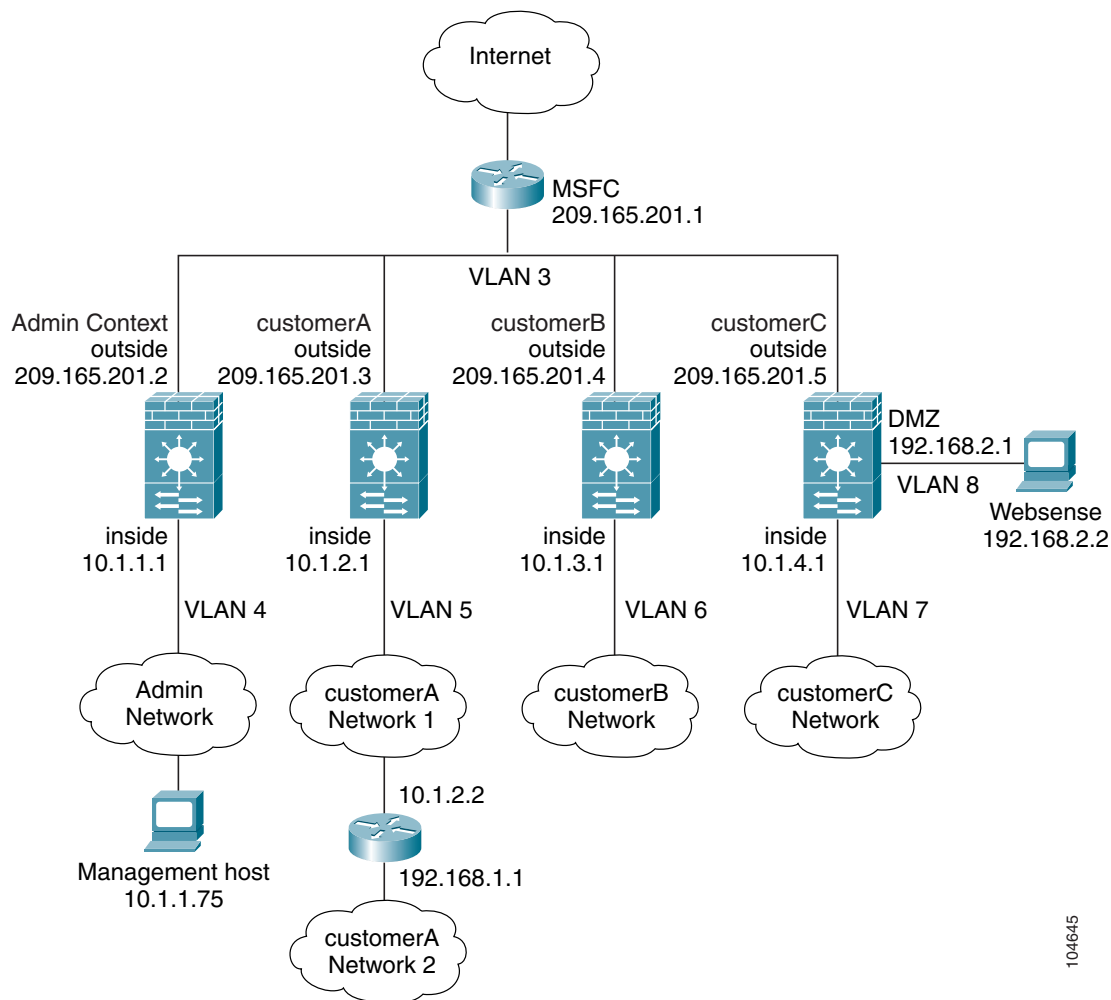 Internet
MSFC
209.165.201.1
VLAN 3
Admin Context
outside
209.165.201.2
customerA
outside
209.165.201.3
customerB
outside
209.165.201.4
customerC
outside
209.165.201.5
DMZ
192.168.2.1
VLAN 8
Websense
192.168.2.2
inside
10.1.1.1
inside
10.1.2.1
inside
10.1.3.1
inside
10.1.4.1
VLAN 4
VLAN 5
VLAN 6
VLAN 7
Admin
Network
customerA
Network 1
customerB
Network
customerC
Network
10.1.2.2
Management host
10.1.1.75
192.168.1.1
customerA
Network 2
104645